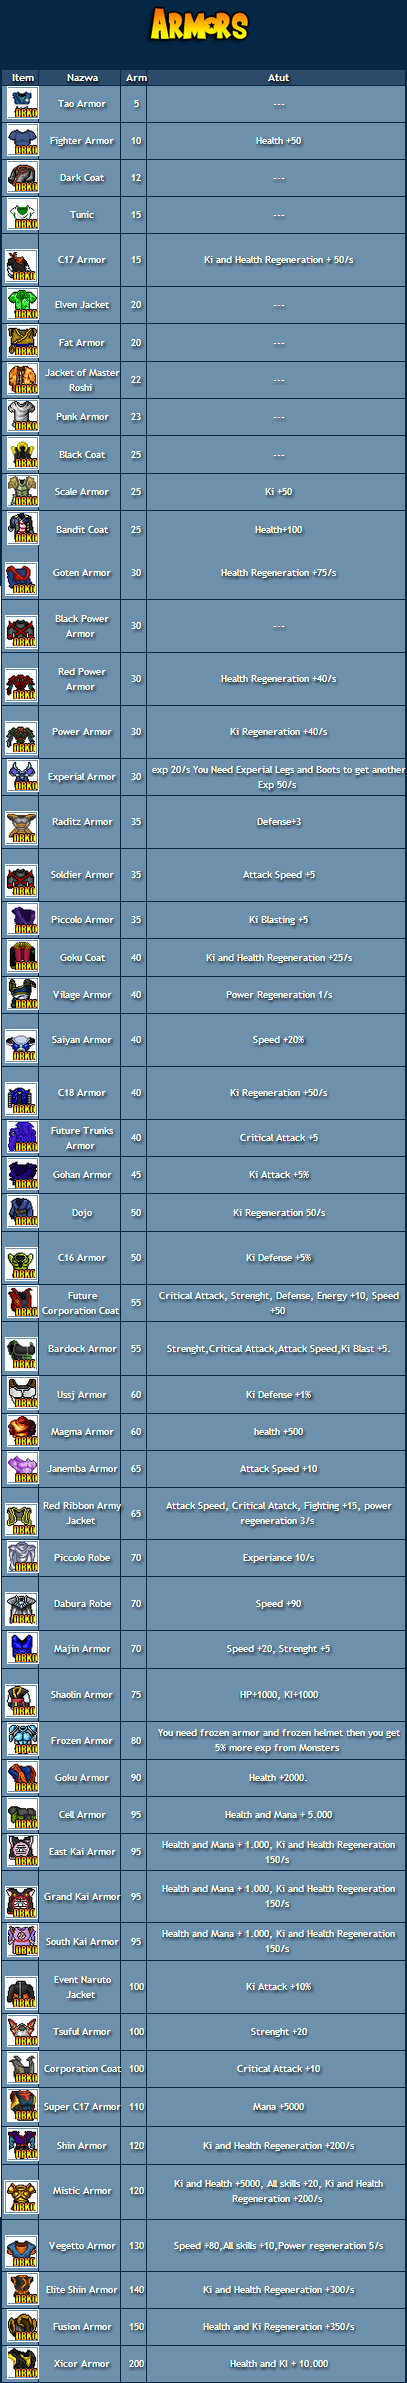 ARMORS
Item Nazwa Arm Atut
DBKO Tao Armor 5 ---
DBKO Fighter Armor 10 Health +50
DBKO Dark Coat 12 ---
DBKO Tunic 15 ---
DBKO C17 Armor 15 Ki and Health Regeneration + 50/s
DBKO Elven Jacket 20 ---
DBKO Fat Armor 20 ---
DBKO Jacket of Master
Roshi 22 ---
DBKO Punk Armor 23 ---
DBKO Black Coat 25 ---
DBKO Scale Armor 25 Ki +50
DBKO Bandit Coat 25 Health+100
DBKO Goten Armor 30 Health Regeneration +75/s
DBKO Black Power
Armor 30 ---
DBKO Red Power
Armor 30 Health Regeneration +40/s
DBKO Power Armor 30 Ki Regeneration +40/s
DBKO Experial Armor 30 exp 20/s You Need Experial Legs and Boots to get another
Exp 50/s
DBKO Raditz Armor 35 Defense+3
DBKO Soldier Armor 35 Attack Speed +5
DBKO Piccolo Armor 35 Ki Blasting +5
DBKO Goku Coat 40 Ki and Health Regeneration +25/s
DBKO Vilage Armor 40 Power Regeneration 1/s
DBKO Saiyan Armor 40 Speed +20%
DBKO C18 Armor 40 Ki Regeneration +50/s
DBKO Future Trunks
Armor 40 Critical Attack +5
DBKO Gohan Armor 45 Ki Attack +5%
DBKO Dojo 50 Ki Regeneration 50/s
DBKO C16 Armor 50 Ki Defense +5%
DBKO Future
Corporation Coat 55 Critical Attack, Strenght, Defense, Energy +10, Speed
+50
DBKO Bardock Armor 55 Strenght,Critical Attack,Attack Speed,Ki Blast +5.
DBKO Ussj Armor 60 Ki Defense +1%
DBKO Magma Armor 60 health +500
DBKO Janemba Armor 65 Attack Speed +10
DBKO Red Ribbon Army
Jacket 65 Attack Speed, Critical Atatck, Fighting +15, power
regeneration 3/s
DBKO Piccolo Robe 70 Experiance 10/s
DBKO Dabura Robe 70 Speed +90
DBKO Majin Armor 70 Speed +20, Strenght +5
DBKO Shaolin Armor 75 HP+1000, KI+1000
DBKO Frozen Armor 80 You need frozen armor and frozen helmet then you get
5% more exp from Monsters
DBKO Goku Armor 90 Health +2000.
DBKO Cell Armor 95 Health and Mana + 5.000
DBKO East Kai Armor 95 Health and Mana + 1.000, Ki and Health Regeneration
150/s
DBKO Grand Kai Armor 95 Health and Mana + 1.000, Ki and Health Regeneration
150/s
DBKO South Kai Armor 95 Health and Mana + 1.000, Ki and Health Regeneration
150/s
DBKO Event Naruto
Jacket 100 Ki Attack +10%
DBKO Tsuful Armor 100 Strenght +20
DBKO Corporation Coat 100 Critical Attack +10
DBKO Super C17 Armor 110 Mana +5000
DBKO Shin Armor 120 Ki and Health Regeneration +200/s
DBKO Mistic Armor 120 Ki and Health +5000, All skills +20, Ki and Health
Regeneration +200/s
DBKO Vegetto Armor 130 Speed +80,All skills +10,Power regeneration 5/s
DBKO Elite Shin Armor 140 Ki and Health Regeneration +300/s
DBKO Fusion Armor 150 Health and Ki Regeneration +350/s
DBKO Xicor Armor 200 Health and KI + 10.000